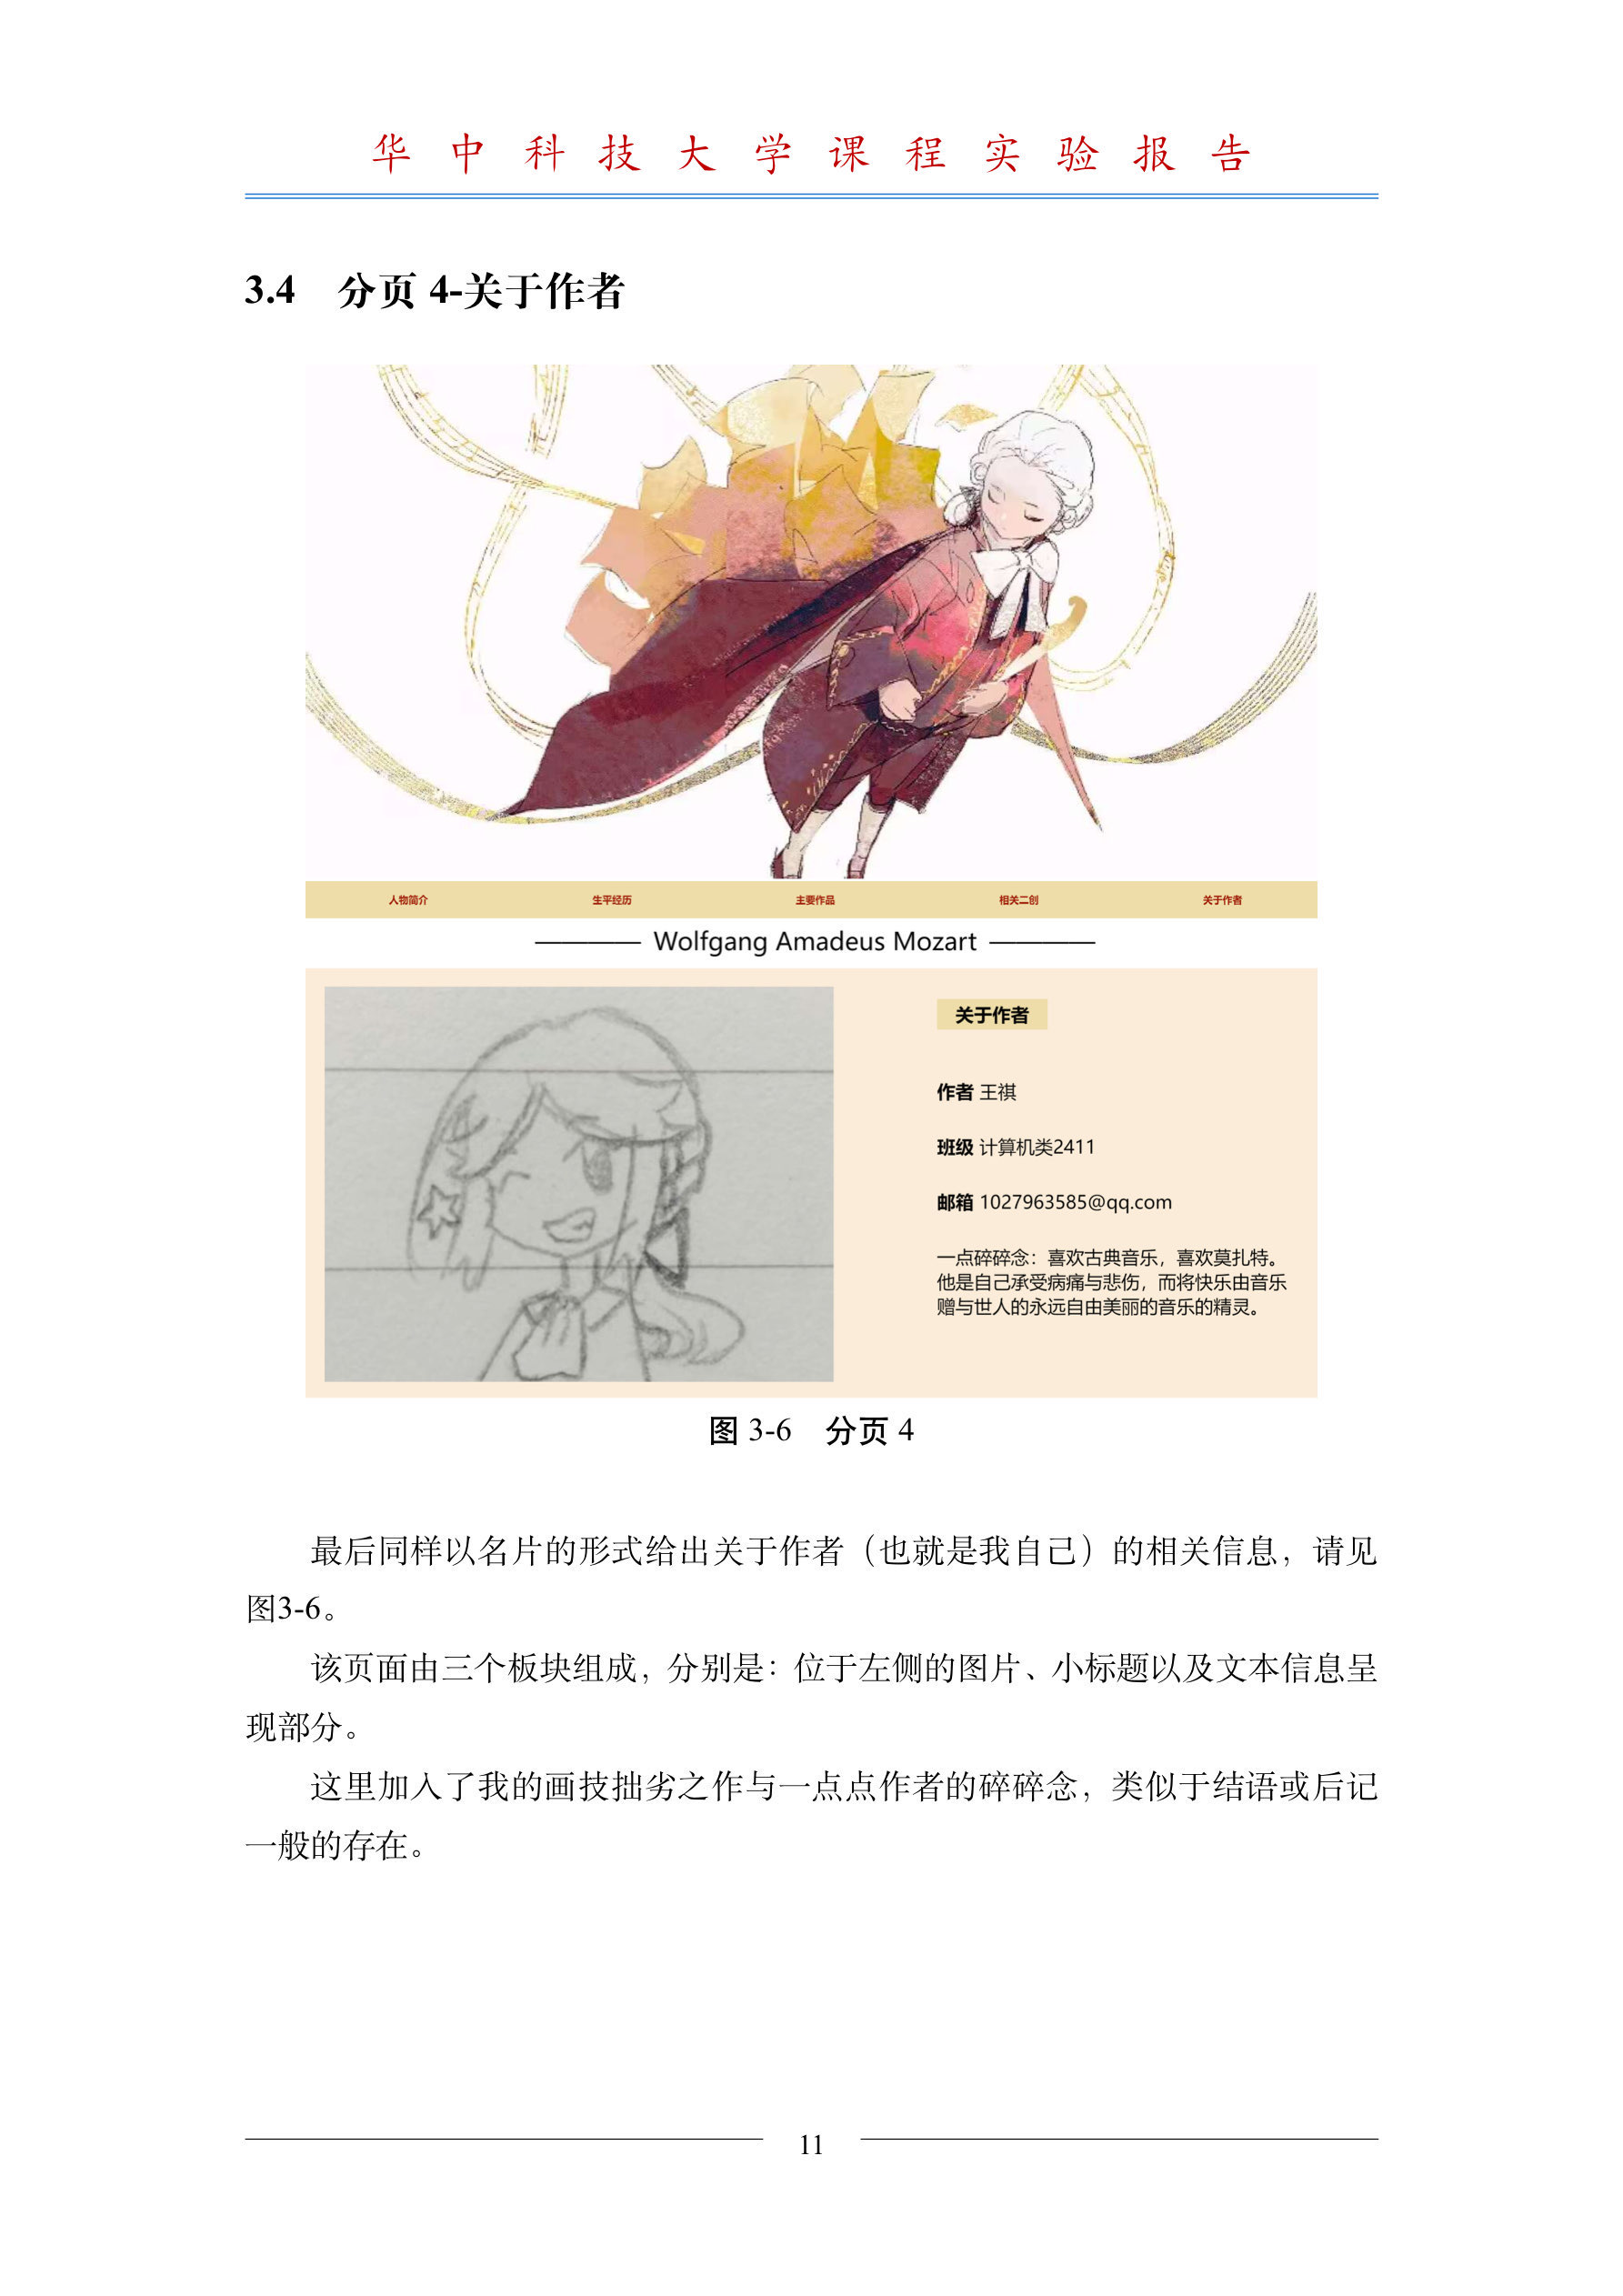 华中科技大学课程实验报告
3.4 分页 4-关于作者
人物简介 生平经历 主要作品 相关二创 关于作者
Wolfgang Amadeus Mozart
关于作者
作者 王祺
班级 计算机类2411
邮箱 1027963585@qq.com
一点碎碎念：喜欢古典音乐，喜欢莫扎特。
他是自己承受病痛与悲伤，而将快乐由音乐
赠与世人的永远自由美丽的音乐的精灵。
图 3-6 分页 4
最后同样以名片的形式给出关于作者（也就是我自己）的相关信息，请见
图3-6。
该页面由三个板块组成，分别是：位于左侧的图片、小标题以及文本信息呈
现部分。
这里加入了我的画技拙劣之作与一点点作者的碎碎念，类似于结语或后记
一般的存在。
11